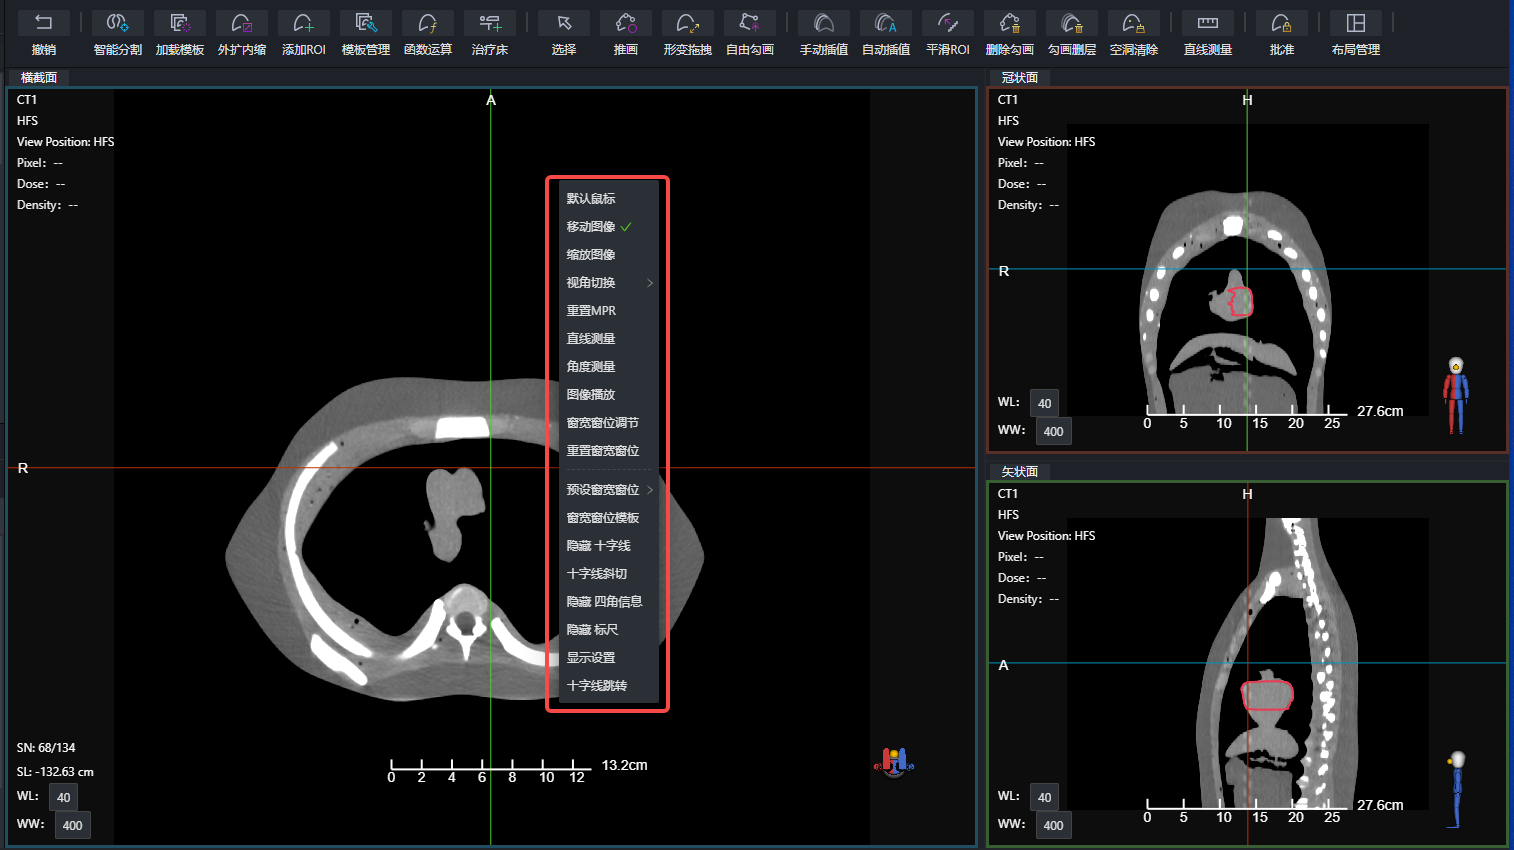 撤销 智能分割 加载模板 外扩内缩 添加ROI 模板管理 函数运算 治疗床 选择 推画 形变拖拽 自由勾画 手动插值 自动插值 平滑ROI 删除勾画 勾画删层 空洞清除 直线测量 批准 布局管理
横截面
CT1
HFS
View Position: HFS
Pixel: --
Dose: --
Density: --
A
R
默认鼠标
移动图像
缩放图像
视角切换
重置MPR
直线测量
角度测量
图像播放
窗宽窗位调节
重置窗宽窗位
预设窗宽窗位
窗宽窗位模板
隐藏 十字线
十字线斜切
隐藏 四角信息
隐藏 标尺
显示设置
十字线跳转
SN: 68/134
SL: -132.63 cm
WL: 40
WW: 400
0 2 4 6 8 10 12 13.2cm
冠状面
CT1
HFS
View Position: HFS
Pixel: --
Dose: --
Density: --
H
R
WL: 40
WW: 400
0 5 10 15 20 25 27.6cm
矢状面
CT1
HFS
View Position: HFS
Pixel: --
Dose: --
Density: --
H
A
WL: 40
WW: 400
0 5 10 15 20 25 27.6cm